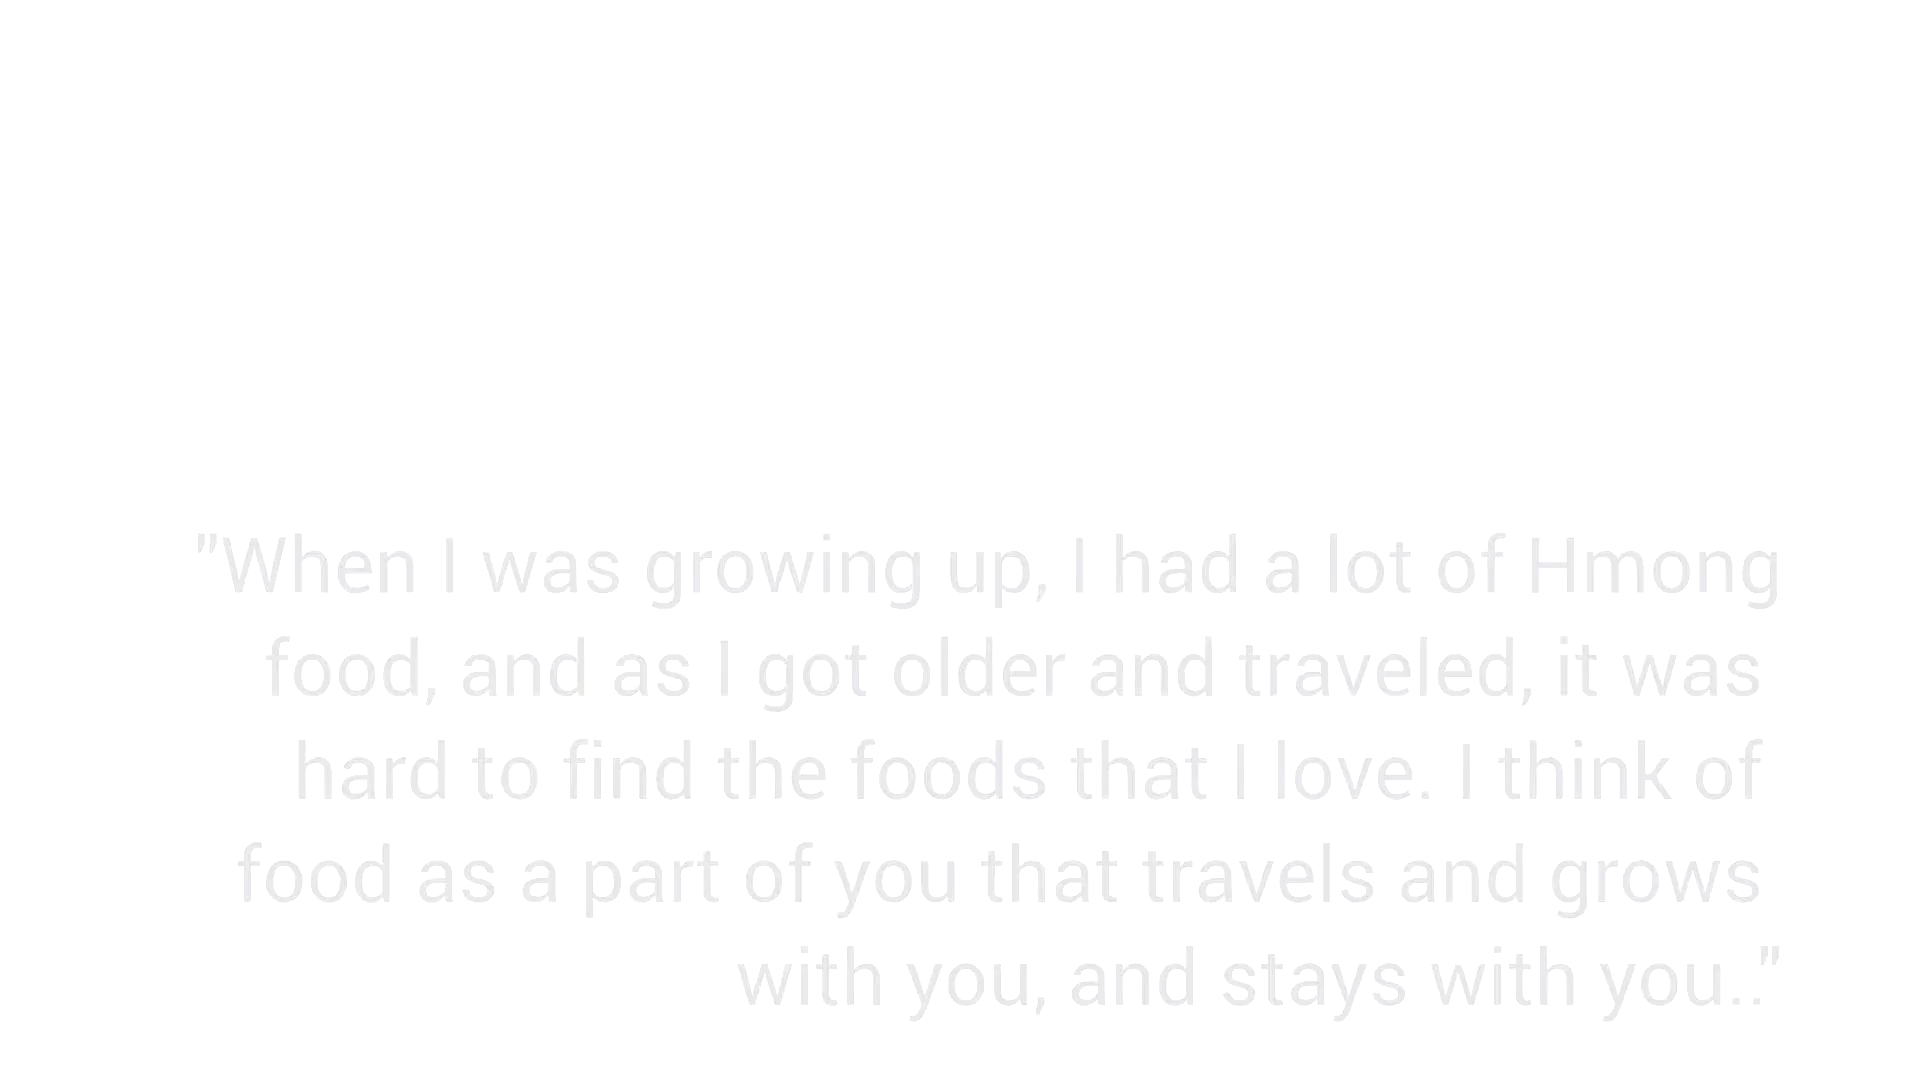 "When I was growing up, I had a lot of Hmong
food, and as I got older and traveled, it was
hard to find the foods that I love. I think of
food as a part of you that travels and grows
with you, and stays with you.."